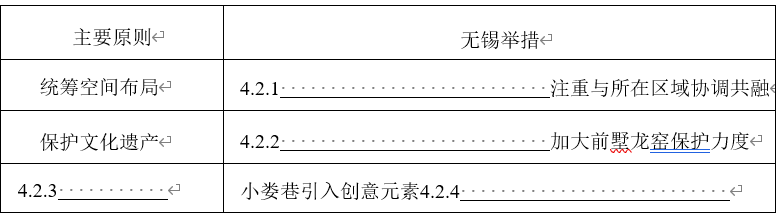 主要原则
无锡举措
统筹空间布局
4.2.1 注重与所在区域协调共融
保护文化遗产
4.2.2 加大前墅龙窑保护力度
4.2.3
小娄巷引入创意元素4.2.4